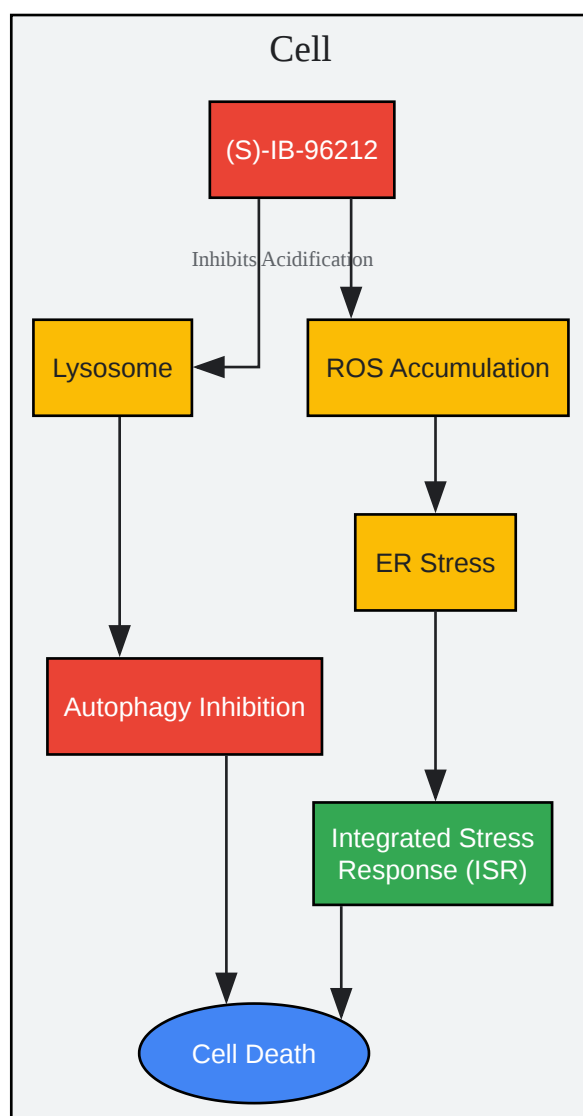 Cell
(S)-IB-96212
Inhibits Acidification
Lysosome
ROS Accumulation
ER Stress
Autophagy Inhibition
Integrated Stress
Response (ISR)
Cell Death